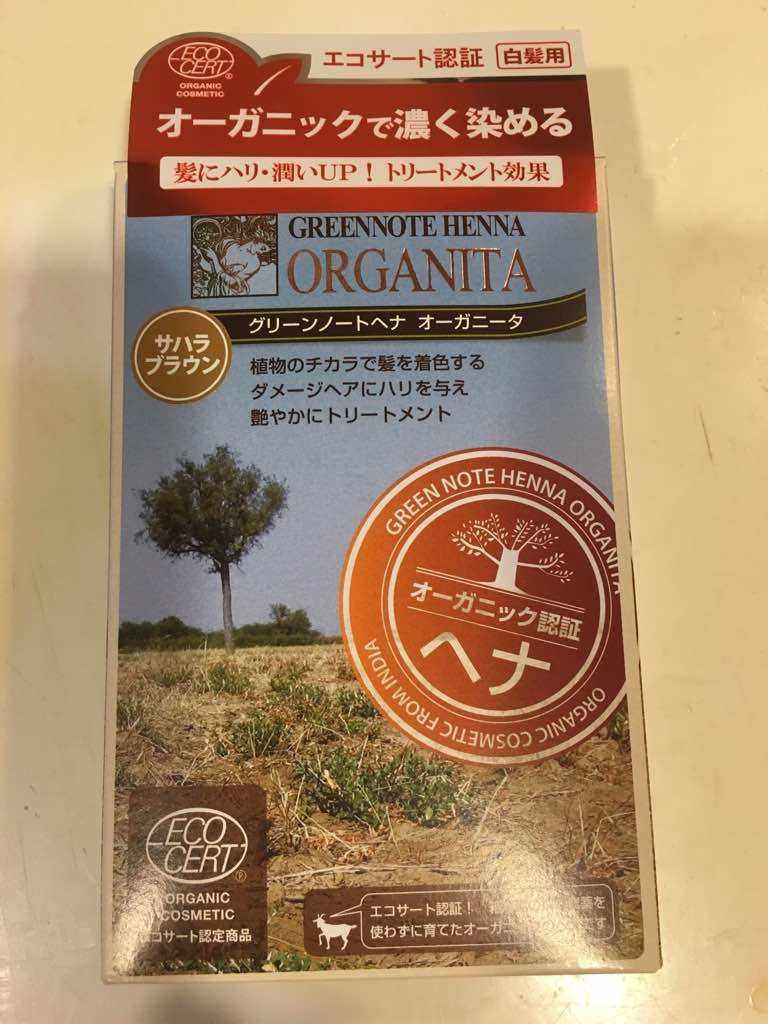 ECO
CERT®
ORGANIC
COSMETIC
エコサート認証 白髪用
オーガニックで濃く染める
髪にハリ・潤いUP! トリートメント効果
GREENNOTE HENNA
ORGANITA
グリーンノートヘナ オーガニータ
サハラ
ブラウン
植物のチカラで髪を着色する
ダメージヘアにハリを与え
艶やかにトリートメント
GREEN NOTE HENNA ORGANITA
オーガニック認証
ヘナ
ORGANIC COSMETIC FROM INDIA
ECO
CERT®
ORGANIC
COSMETIC
エコサート認定商品
エコサート認証!
使わずに育てたオーガ